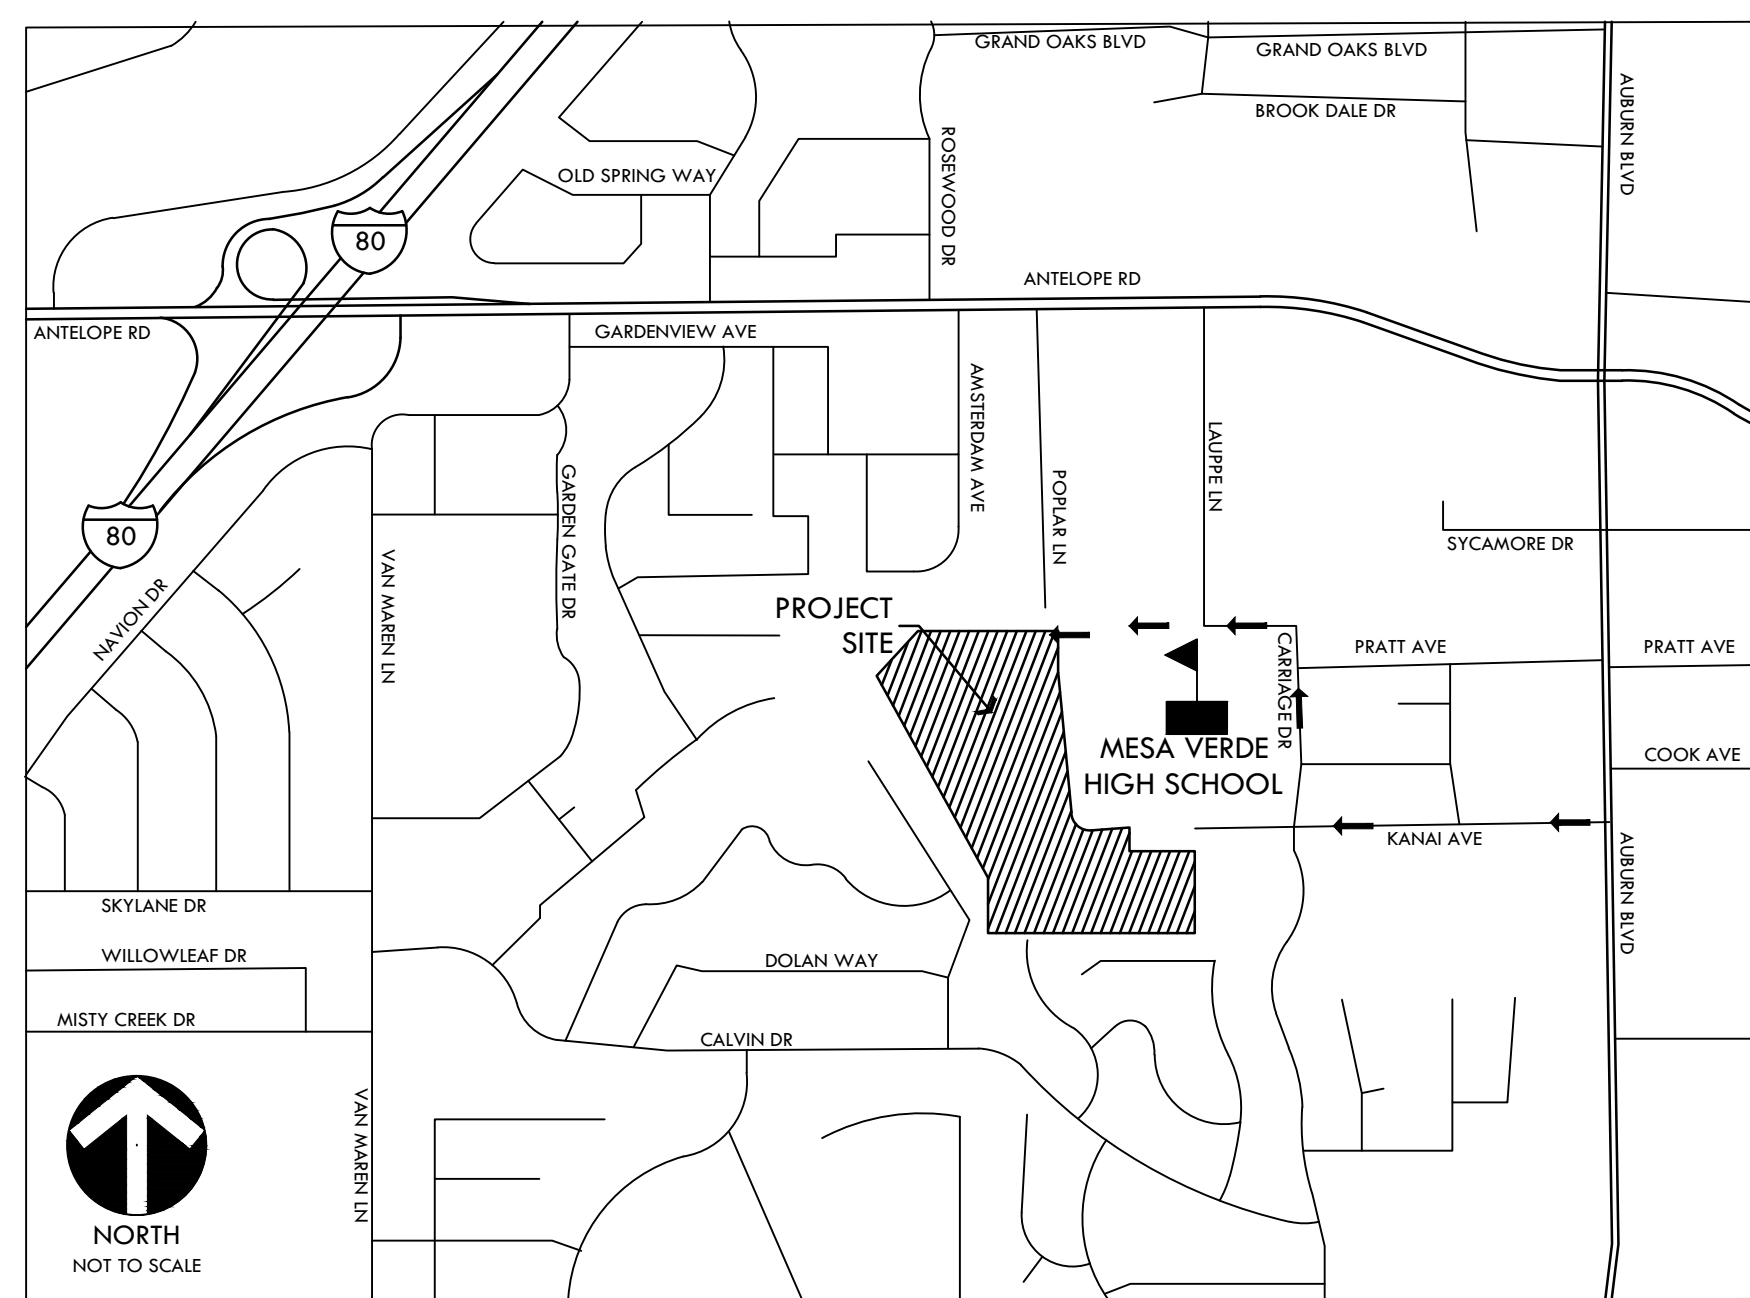 GRAND OAKS BLVD
GRAND OAKS BLVD
AUBURN BLVD
BROOK DALE DR
ROSEWOOD DR
OLD SPRING WAY
80
ANTELOPE RD
ANTELOPE RD
GARDENVIEW AVE
AMSTERDAM AVE
LAUPPE LN
POPLAR LN
GARDEN GATE DR
80
SYCAMORE DR
VAN MAREN LN
NAVION DR
PROJECT
SITE
CARRIAGE DR
PRATT AVE
PRATT AVE
MESA VERDE
HIGH SCHOOL
COOK AVE
KANAI AVE
AUBURN BLVD
SKYLANE DR
WILLOWLEAF DR
DOLAN WAY
MISTY CREEK DR
CALVIN DR
VAN MAREN LN
NORTH
NOT TO SCALE